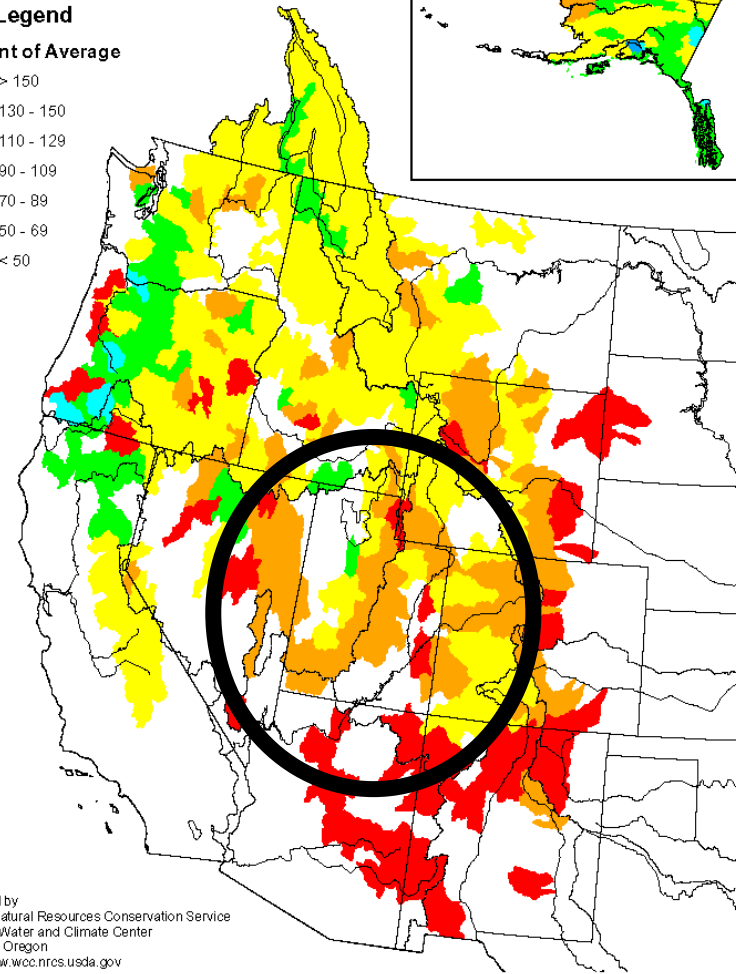 Legend
nt of Average
> 150
130 - 150
110 - 129
90 - 109
70 - 89
50 - 69
< 50
l by
atural Resources Conservation Service
Water and Climate Center
Oregon
w.wcc.nrcs.usda.gov